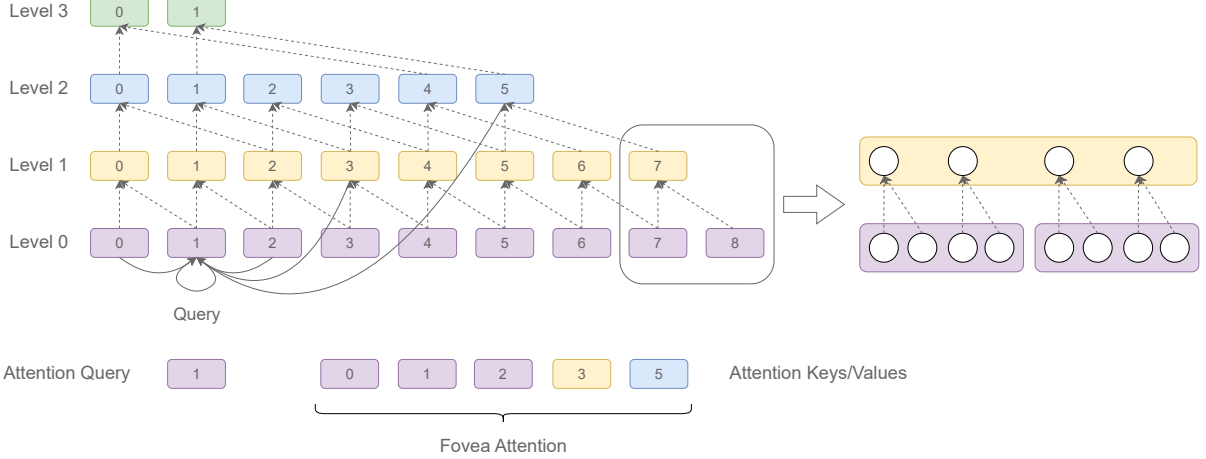 Level 3 0 1
Level 2 0 1 2 3 4 5
Level 1 0 1 2 3 4 5 6 7
Level 0 0 1 2 3 4 5 6 7 8
Query
Attention Query 1 0 1 2 3 5 Attention Keys/Values
Fovea Attention